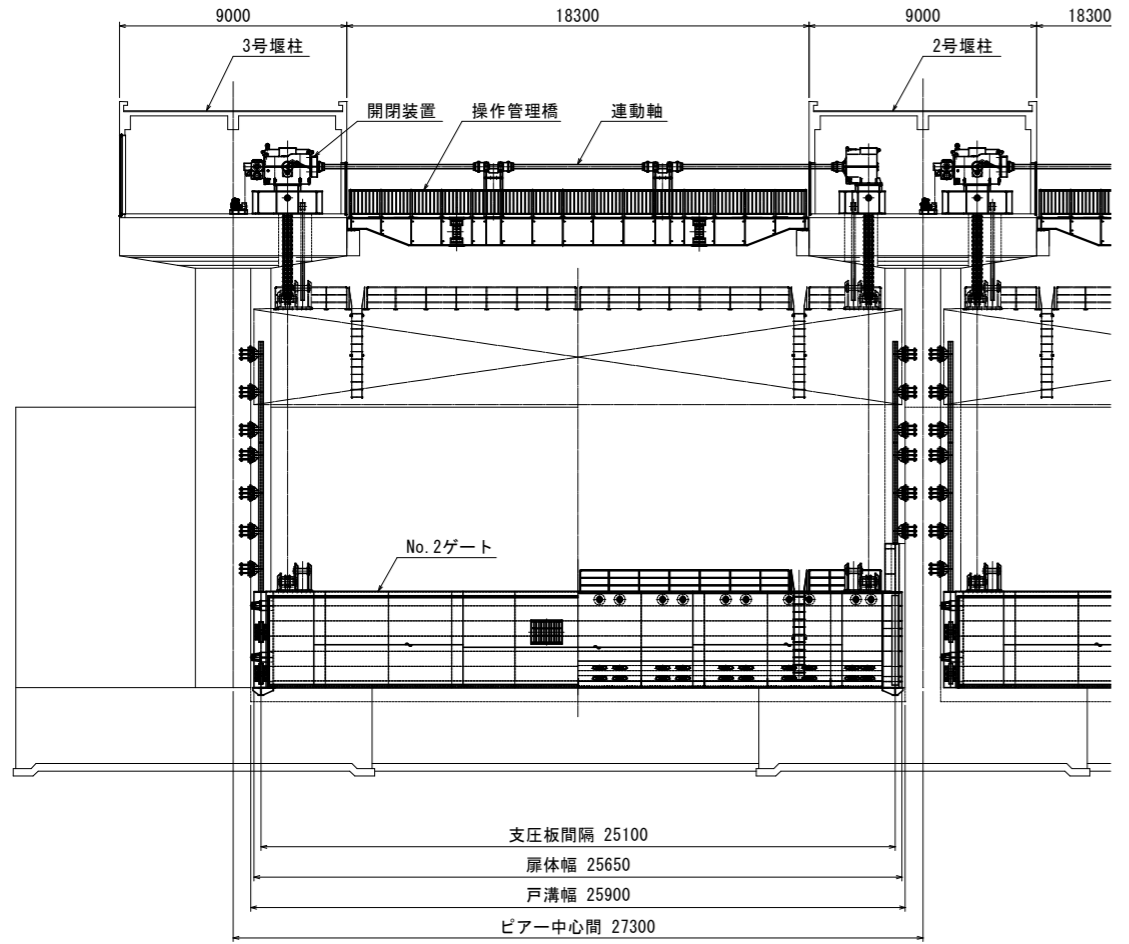 9000
18300
9000
18300
3号堰柱
2号堰柱
開閉装置
操作管理橋
連動軸
No.2ゲート
支圧板間隔 25100
扉体幅 25650
戸溝幅 25900
ピアー中心間 27300